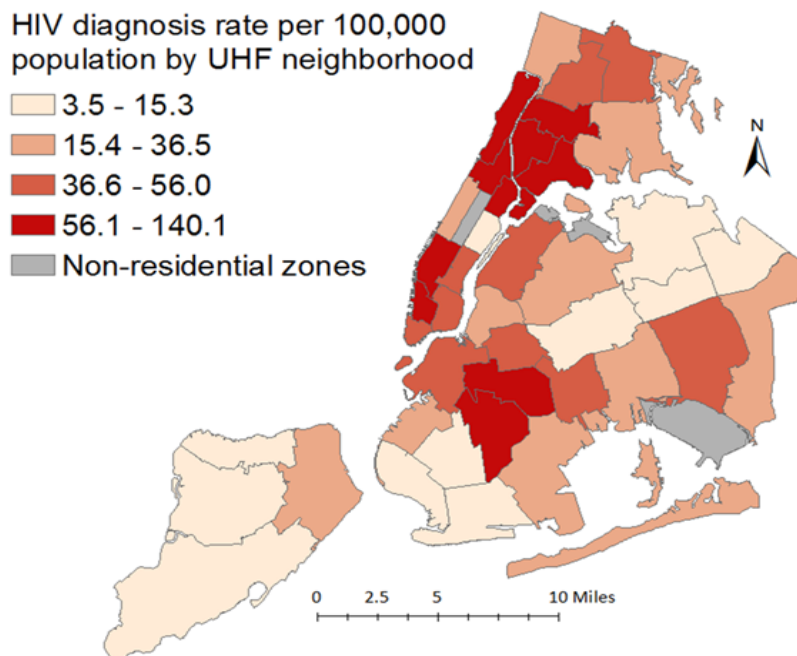 HIV diagnosis rate per 100,000
population by UHF neighborhood
3.5 - 15.3
15.4 - 36.5
36.6 - 56.0
56.1 - 140.1
Non-residential zones
N
0 2.5 5 10 Miles